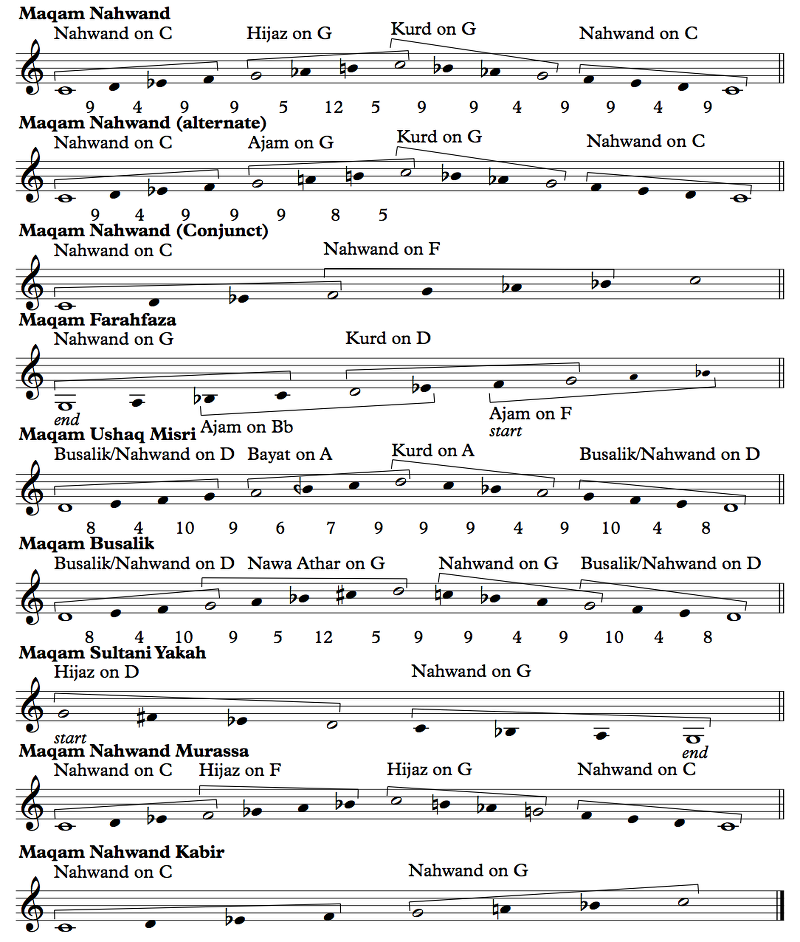 Maqam Nahwand
Nahwand on C Hijaz on G Kurd on G Nahwand on C
9 4 9 9 5 12 5 9 9 4 9 9 4 9
Maqam Nahwand (alternate)
Nahwand on C Ajam on G Kurd on G Nahwand on C
9 4 9 9 9 8 5
Maqam Nahwand (Conjunct)
Nahwand on C Nahwand on F
Maqam Farahfaza
Nahwand on G Kurd on D
end Ajam on Bb Ajam on F
start
Maqam Ushaq Misri
Busalik/Nahwand on D Bayat on A Kurd on A Busalik/Nahwand on D
8 4 10 9 6 7 9 9 9 4 9 10 4 8
Maqam Busalik
Busalik/Nahwand on D Nawa Athar on G Nahwand on G Busalik/Nahwand on D
8 4 10 9 5 12 5 9 9 4 9 10 4 8
Maqam Sultani Yakah
Hijaz on D Nahwand on G
start end
Maqam Nahwand Murassa
Nahwand on C Hijaz on F Hijaz on G Nahwand on C
Maqam Nahwand Kabir
Nahwand on C Nahwand on G